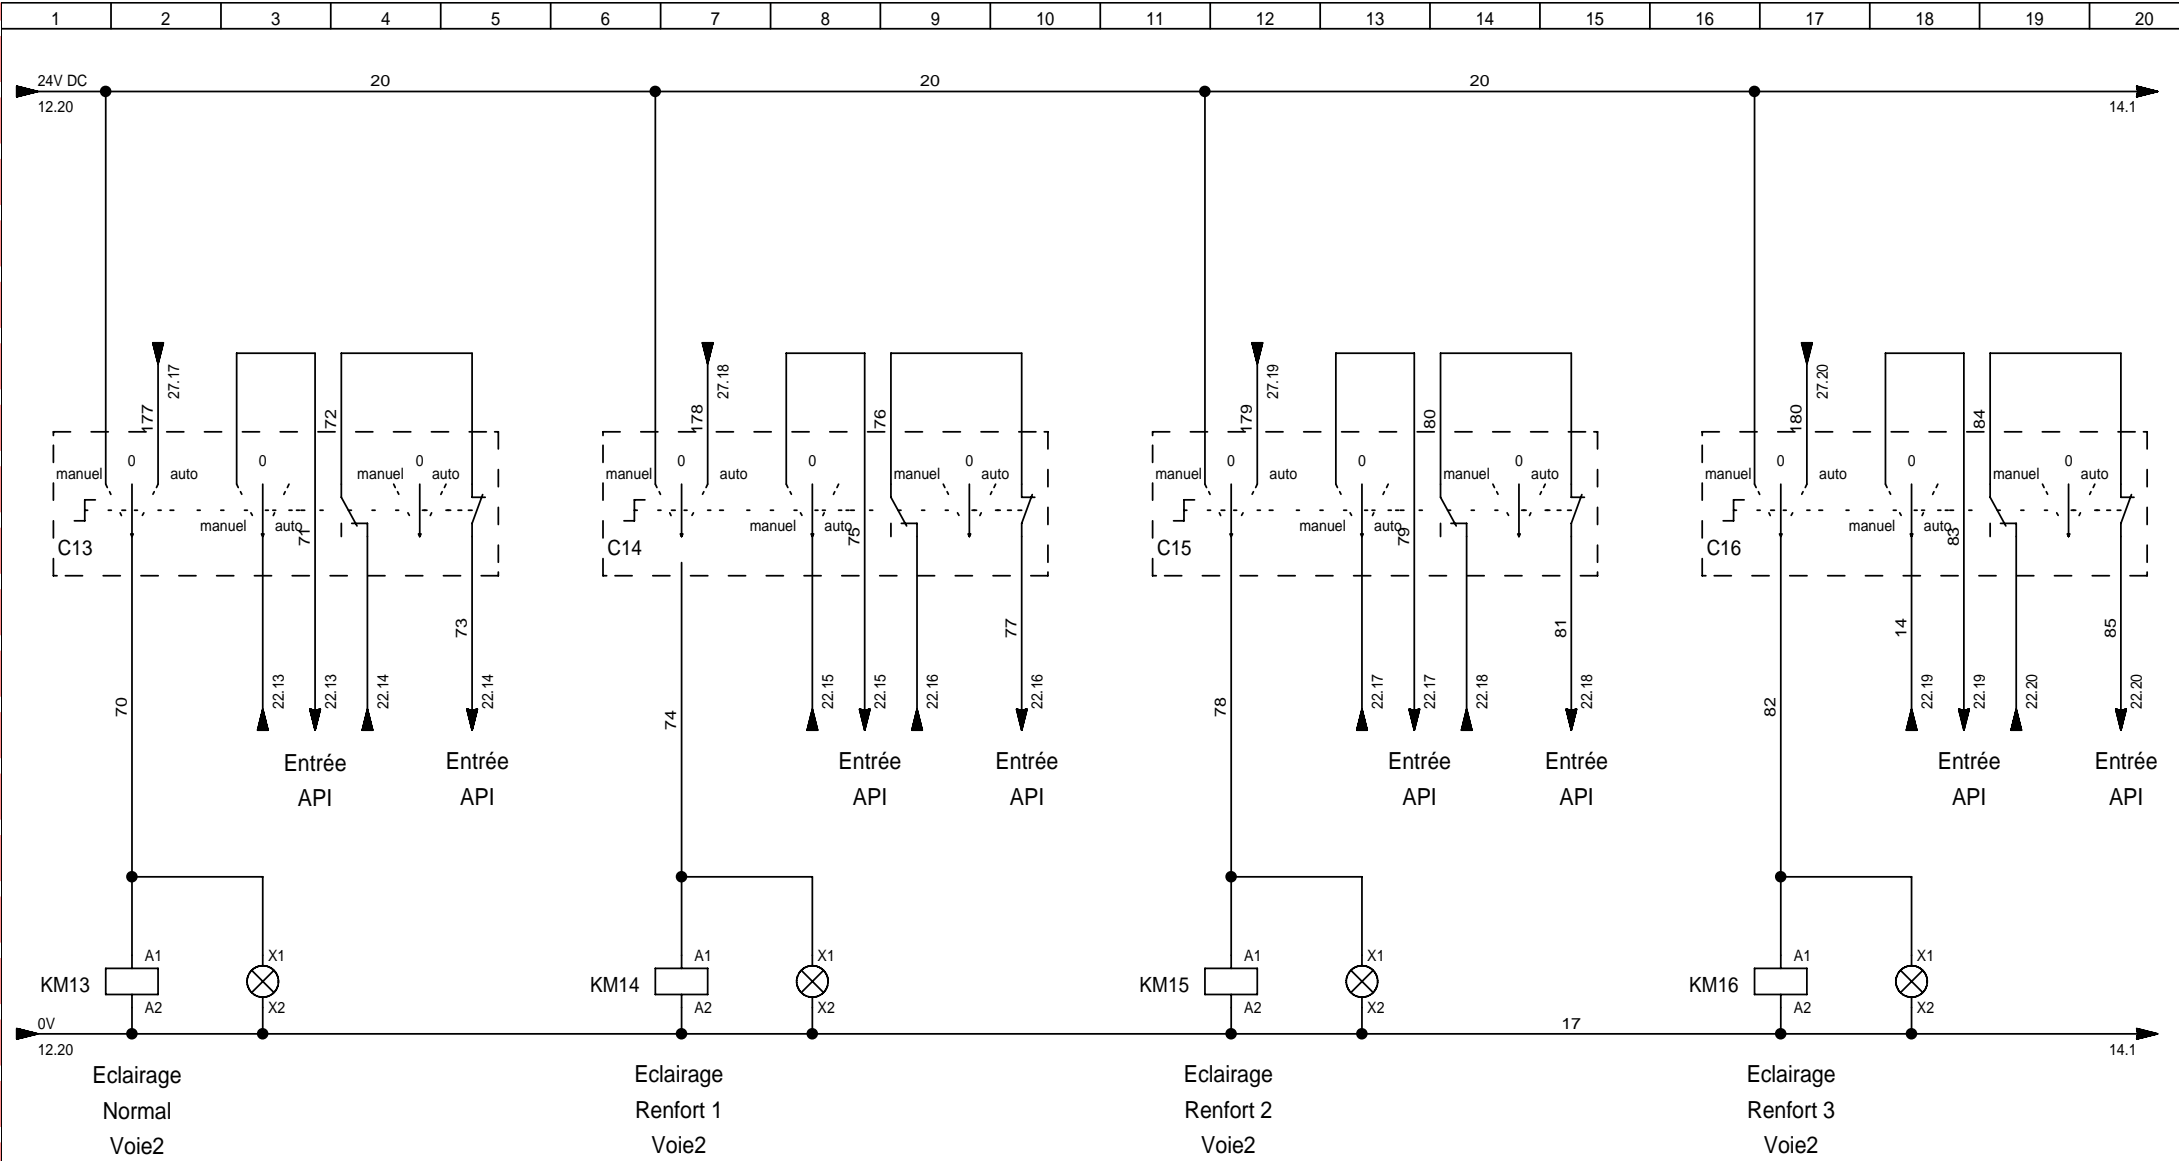 1 2 3 4 5 6 7 8 9 10 11 12 13 14 15 16 17 18 19 20
24V DC 20 20 20
12.20 14.1
27.17 27.18 27.19 27.20
177 72 178 76 179 80 180 84
0 0 0 0 0 0 0 0 0 0 0 0
manuel auto manuel auto manuel auto manuel auto manuel auto manuel auto manuel auto manuel auto
manuel auto manuel auto manuel auto manuel auto
71 75 79 83
C13 C14 C15 C16
73 77 81 14 85
22.13 22.13 22.14 22.14 22.15 22.15 22.16 22.16 22.17 22.17 22.18 22.18 22.19 22.19 22.20 22.20
70 74 78 82
Entrée Entrée Entrée Entrée Entrée Entrée Entrée Entrée
API API API API API API API API
A1 X1 A1 X1 A1 X1 A1 X1
KM13 KM14 KM15 KM16
A2 X2 A2 X2 A2 X2 A2 X2
0V 17
12.20 14.1
Eclairage Eclairage Eclairage Eclairage
Normal Renfort 1 Renfort 2 Renfort 3
Voie2 Voie2 Voie2 Voie2